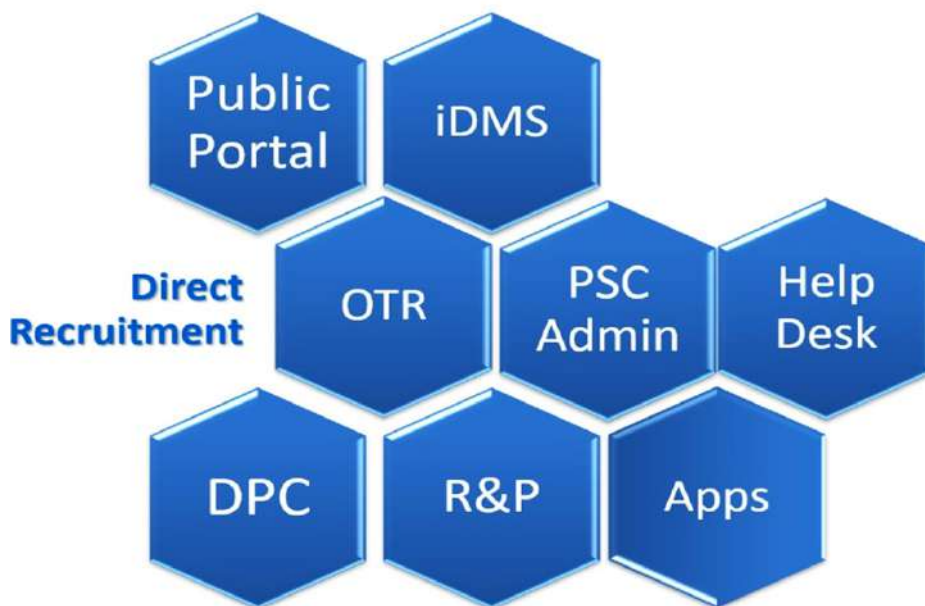 Public
Portal
iDMS
Direct
Recruitment
OTR
PSC
Admin
Help
Desk
DPC
R&P
Apps